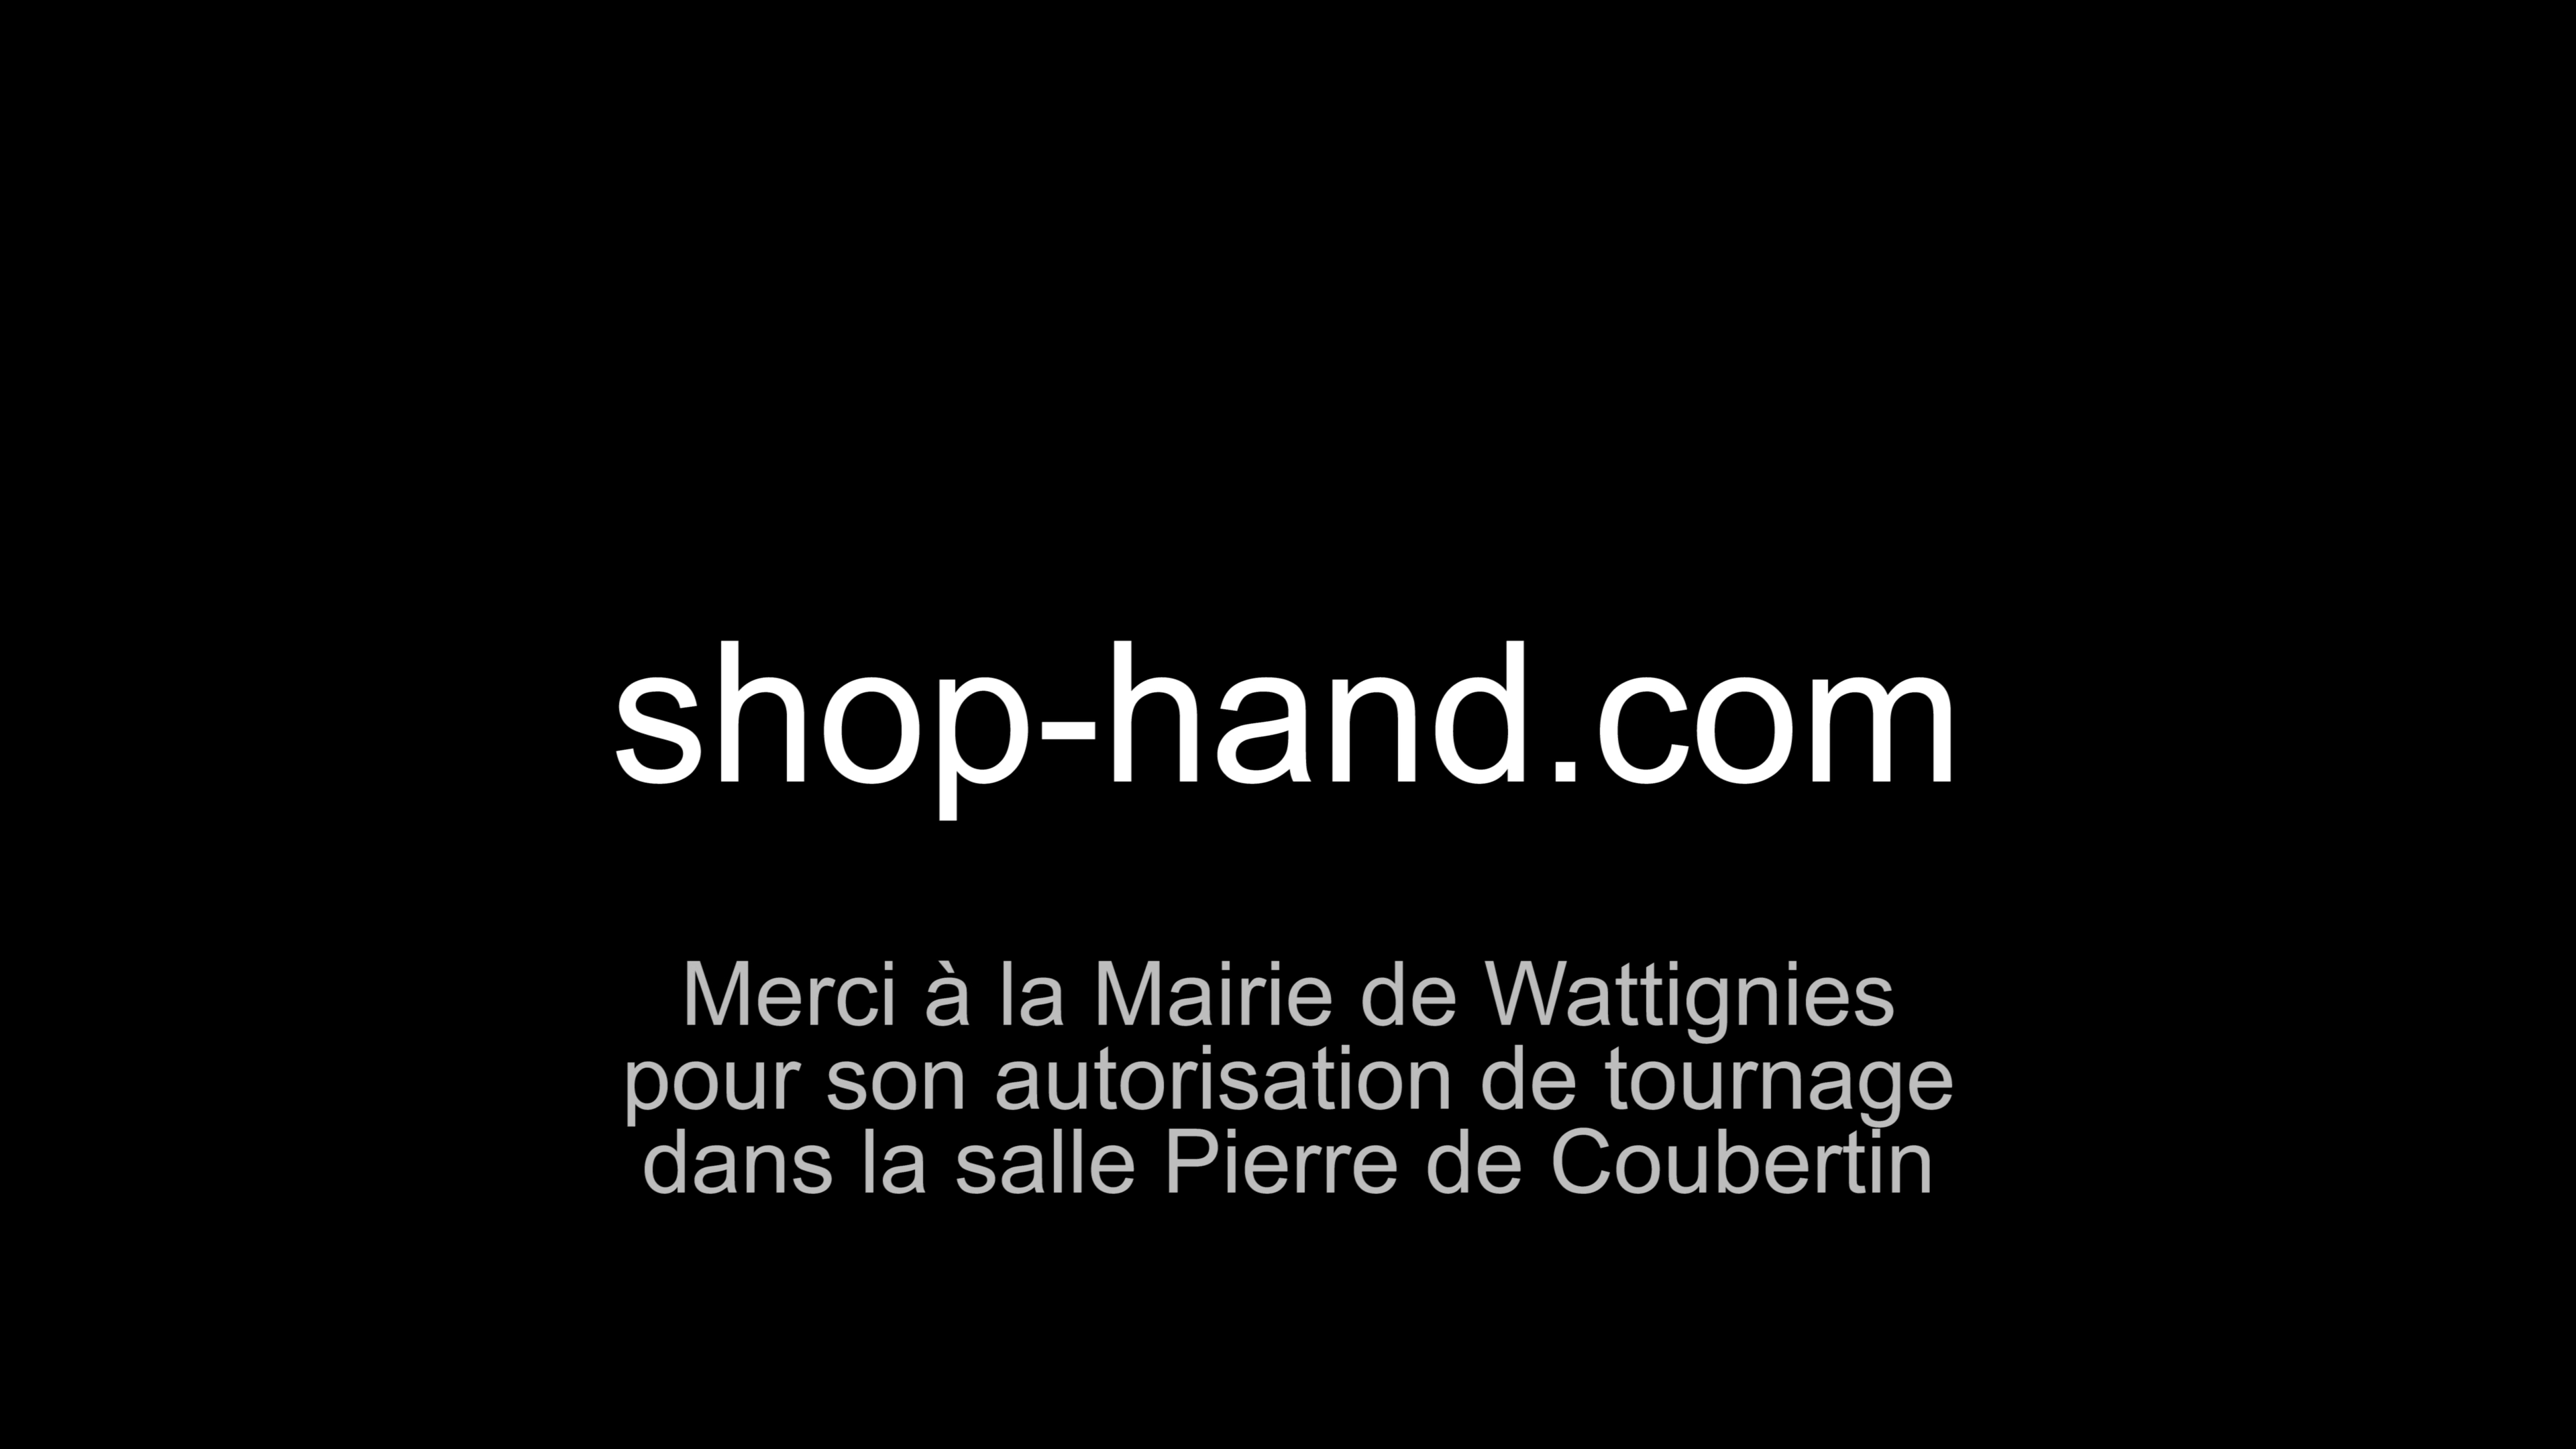 shop-hand.com
Merci à la Mairie de Wattignies
pour son autorisation de tournage
dans la salle Pierre de Coubertin